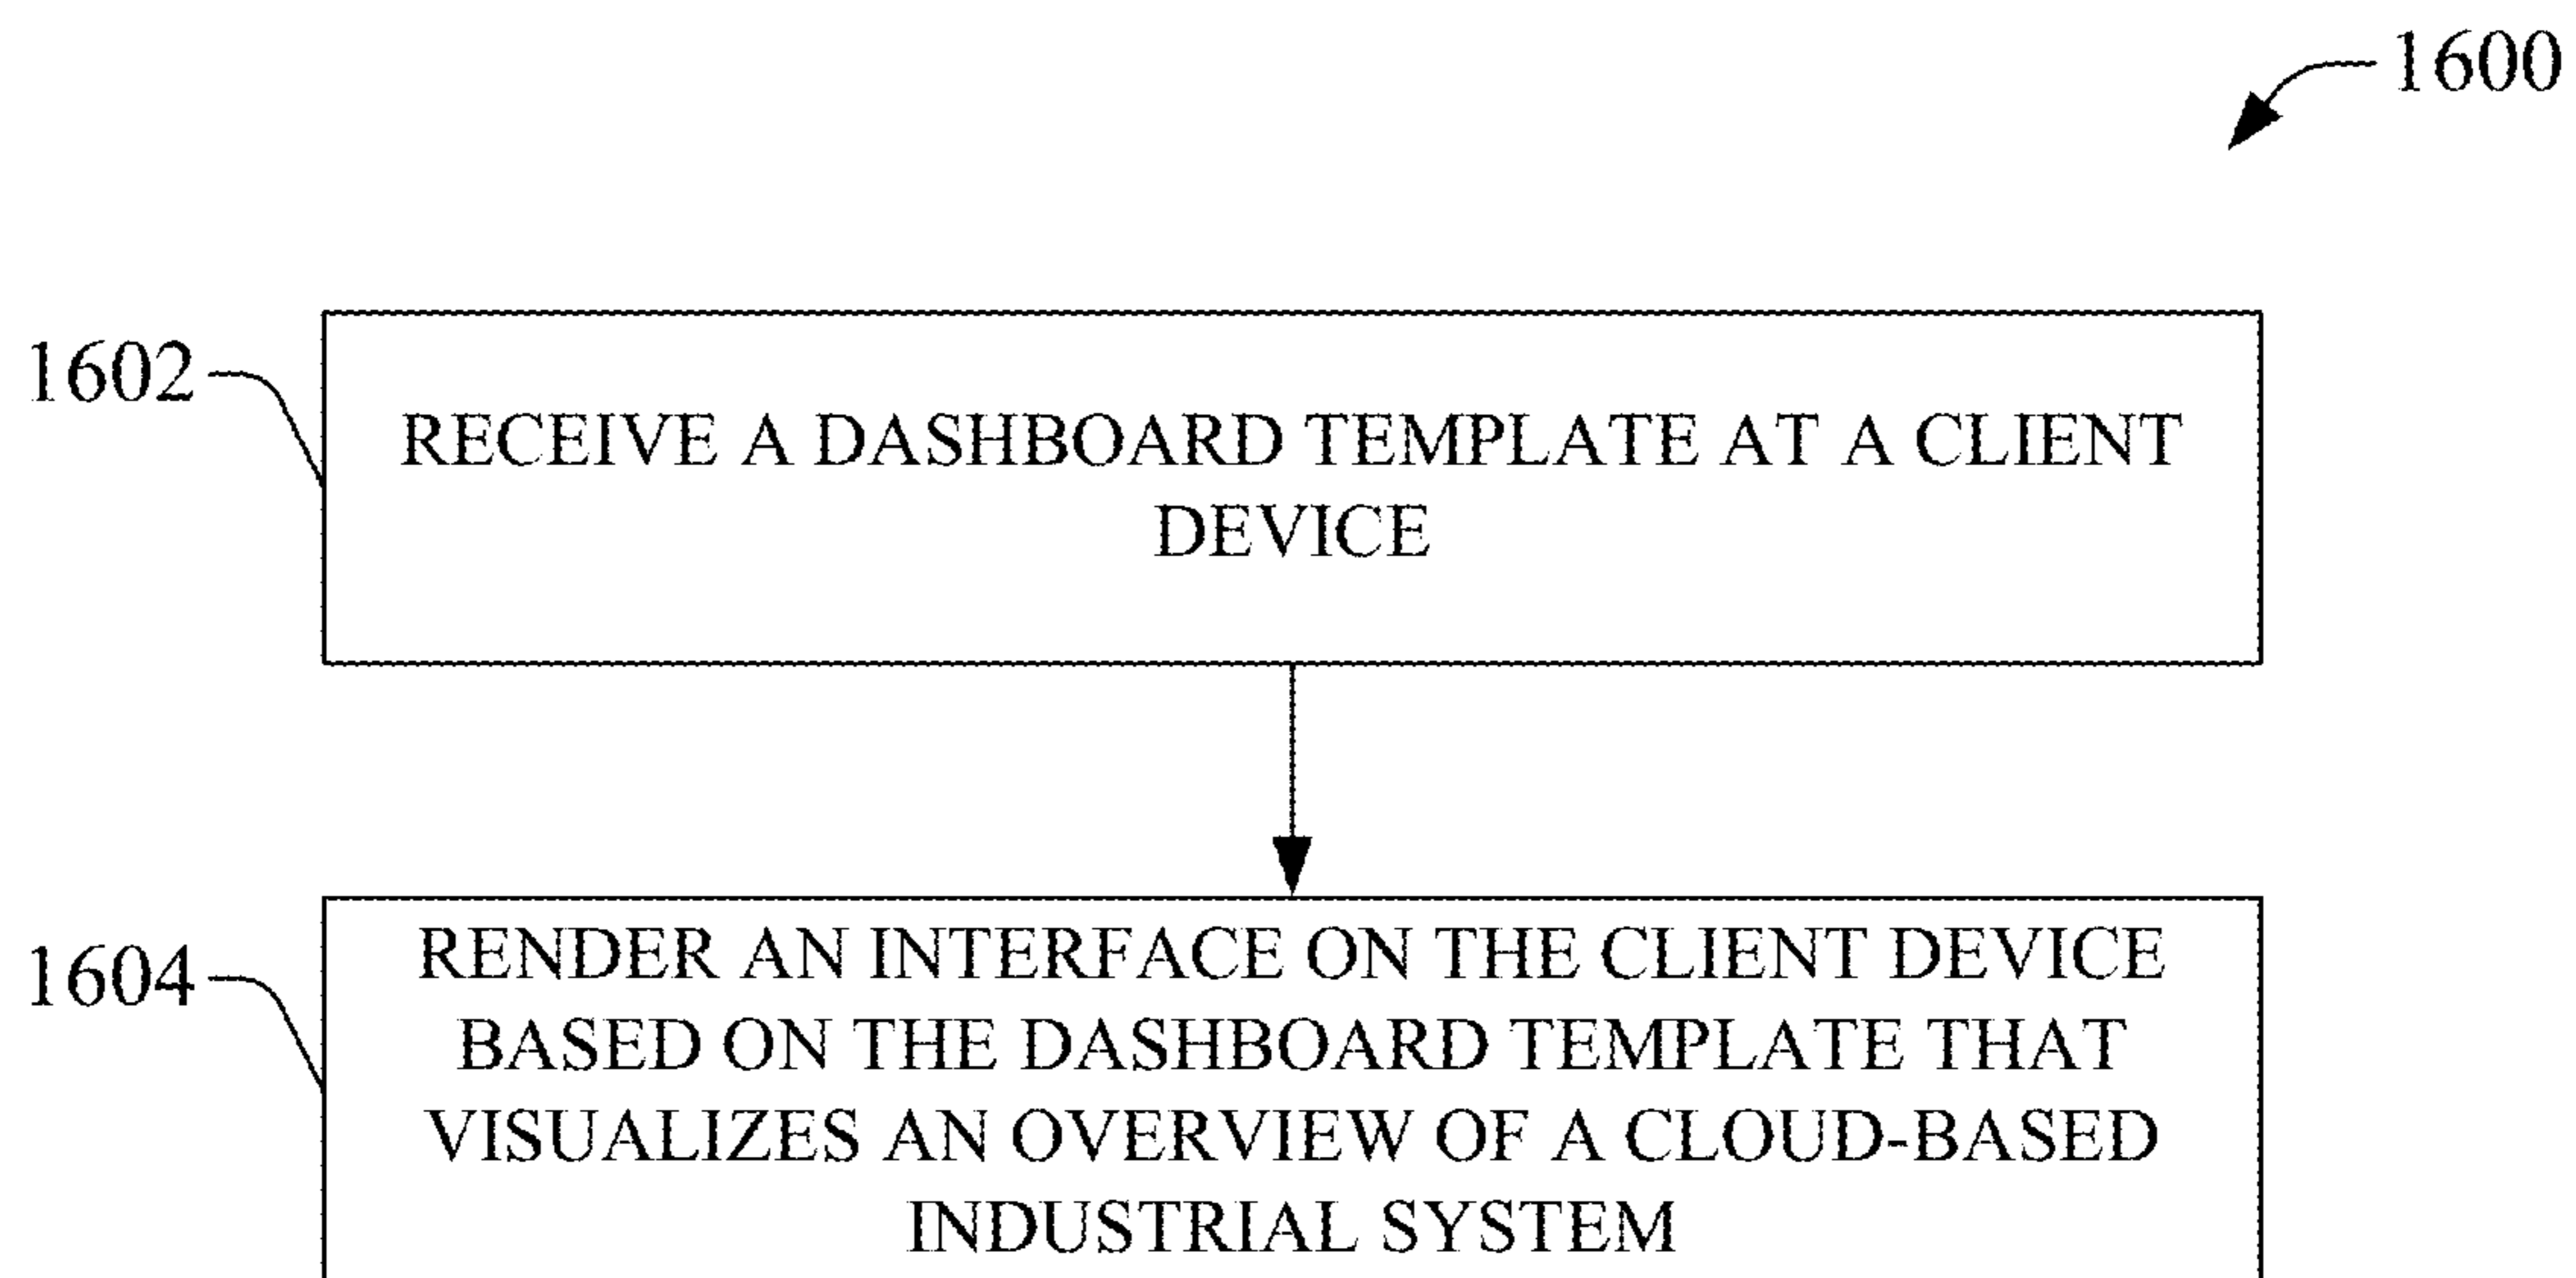 1600
1602
RECEIVE A DASHBOARD TEMPLATE AT A CLIENT
DEVICE
1604
RENDER AN INTERFACE ON THE CLIENT DEVICE
BASED ON THE DASHBOARD TEMPLATE THAT
VISUALIZES AN OVERVIEW OF A CLOUD-BASED
INDUSTRIAL SYSTEM